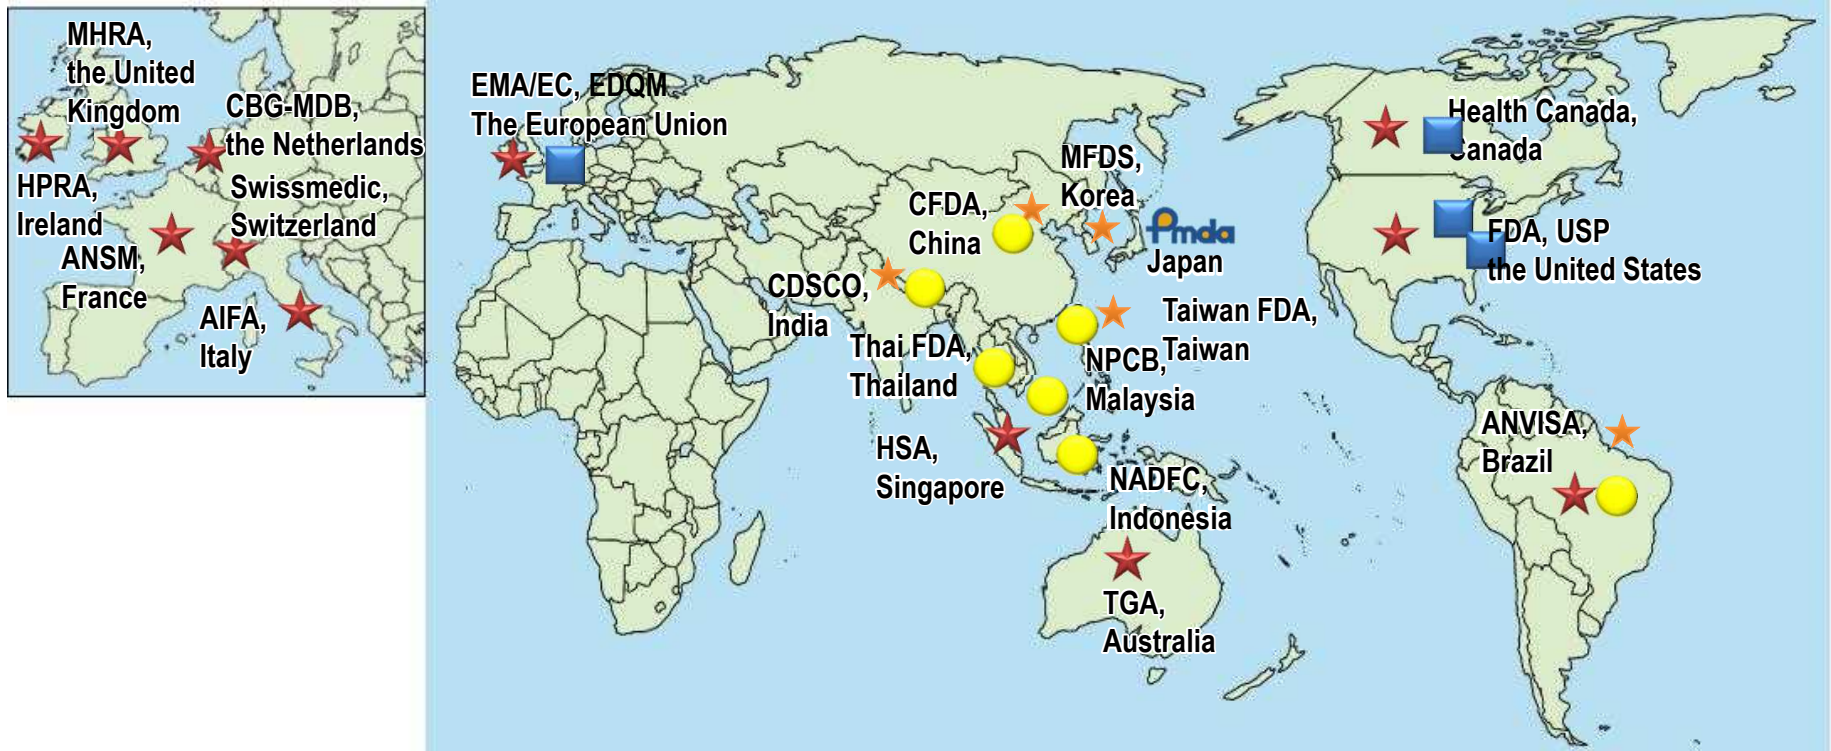 MHRA,
the United
Kingdom
CBG-MDB,
the Netherlands
HPRA,
Ireland
Swissmedic,
Switzerland
ANSM,
France
AIFA,
Italy
EMA/EC, EDQM
The European Union
MFDS,
Korea
CFDA,
China
Pmda
Japan
CDSCO,
India
Taiwan FDA,
Taiwan
Thai FDA,
Thailand
NPCB,
Malaysia
HSA,
Singapore
NADFC,
Indonesia
TGA,
Australia
Health Canada,
Canada
FDA, USP
the United States
ANVISA,
Brazil